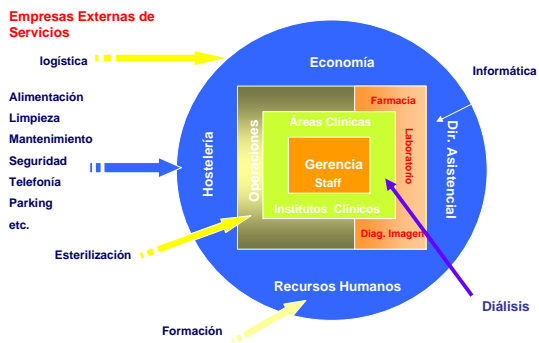 Empresas Externas de
Servicios
logística
Alimentación
Limpieza
Mantenimiento
Seguridad
Telefonía
Parking
etc.
Esterilización
Formación
Economía
Informática
Farmacia
Áreas Clínicas
Laboratorio
Dir. Asistencial
Hostelería
Operaciones
Gerencia
Staff
Institutos Clínicos
Diag. Imagen
Recursos Humanos
Diálisis